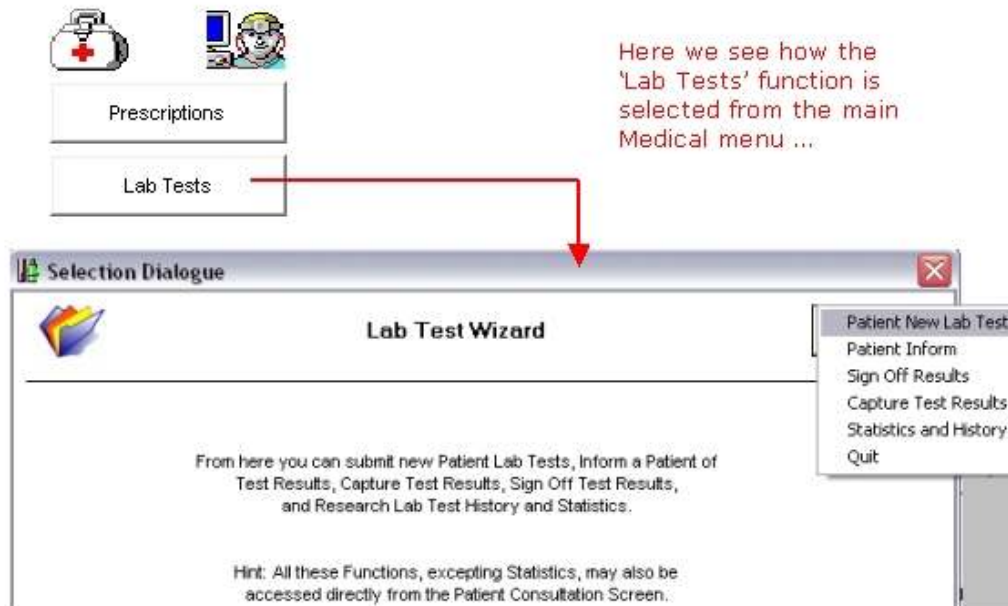 Here we see how the
'Lab Tests' function is
selected from the main
Medical menu ...
Prescriptions
Lab Tests
Selection Dialogue
Lab Test Wizard
Patient New Lab Test
Patient Inform
Sign Off Results
Capture Test Results
Statistics and History
Quit
From here you can submit new Patient Lab Tests, Inform a Patient of
Test Results, Capture Test Results, Sign Off Test Results,
and Research Lab Test History and Statistics.
Hint: All these Functions, excepting Statistics, may also be
accessed directly from the Patient Consultation Screen.